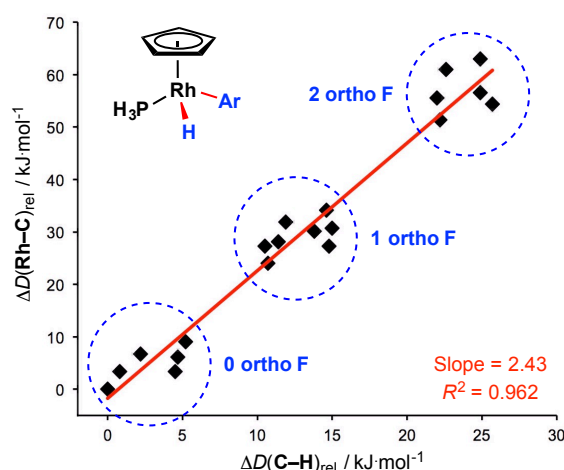 70
60
50
40
30
20
10
0
0
5
10
15
20
25
30
ΔD(Rh–C)rel / kJ·mol⁻¹
ΔD(C–H)rel / kJ·mol⁻¹
Rh
H₃P
Ar
H
2 ortho F
1 ortho F
0 ortho F
Slope = 2.43
R² = 0.962